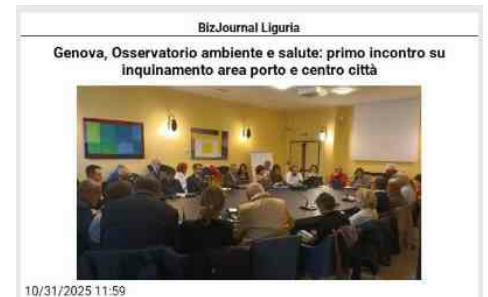 BizJournal Liguria
Genova, Osservatorio ambiente e salute: primo incontro su
inquinamento area porto e centro città
10/31/2025 11:59